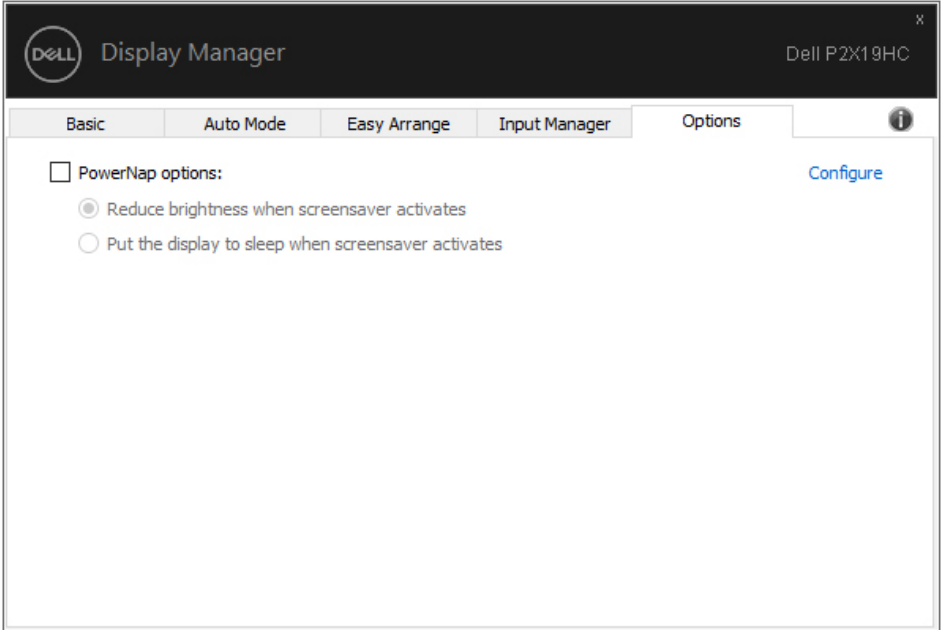 x
DELL
Display Manager
Dell P2X19HC
Basic
Auto Mode
Easy Arrange
Input Manager
Options
PowerNap options:
Configure
Reduce brightness when screensaver activates
Put the display to sleep when screensaver activates